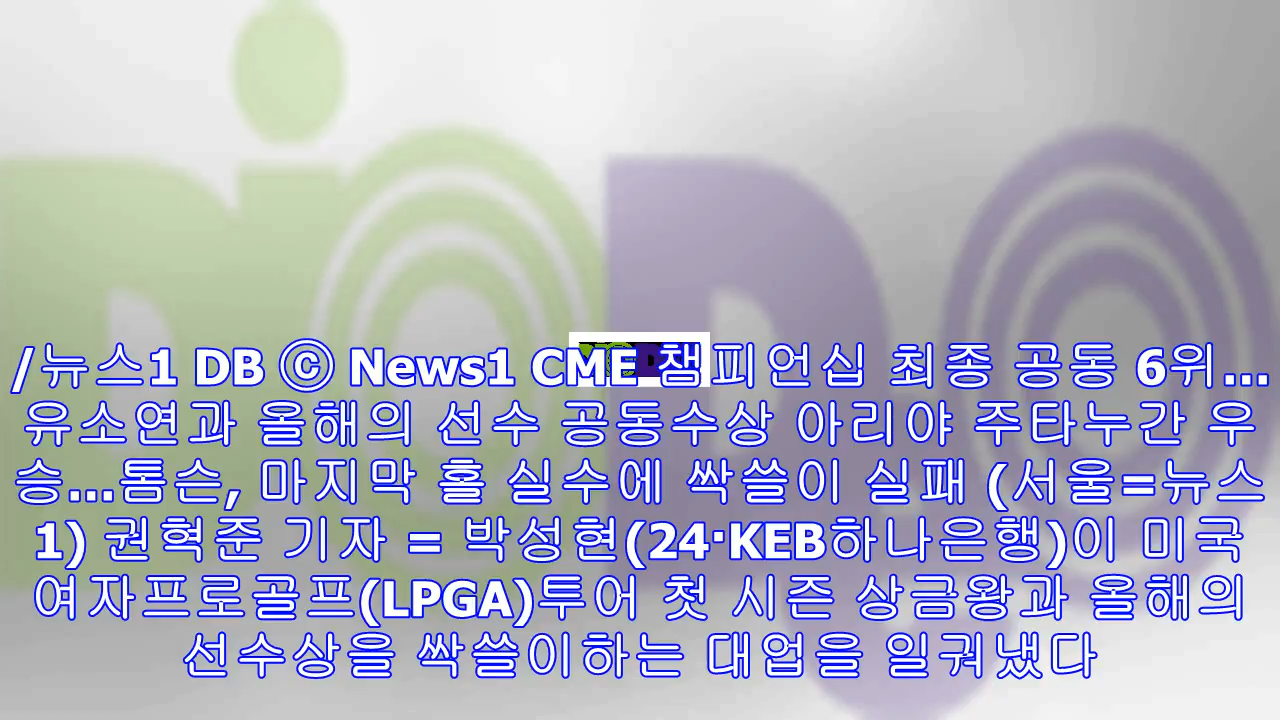 /뉴스1 DB ⓒ News1 CME 챔피언십 최종 공동 6위...
유소연과 올해의 선수 공동수상 아리야 주타누간 우
승...톰슨, 마지막 홀 실수에 싹쓸이 실패 (서울=뉴스
1) 권혁준 기자 = 박성현(24·KEB하나은행)이 미국
여자프로골프(LPGA)투어 첫 시즌 상금왕과 올해의
선수상을 싹쓸이하는 대업을 일궈냈다